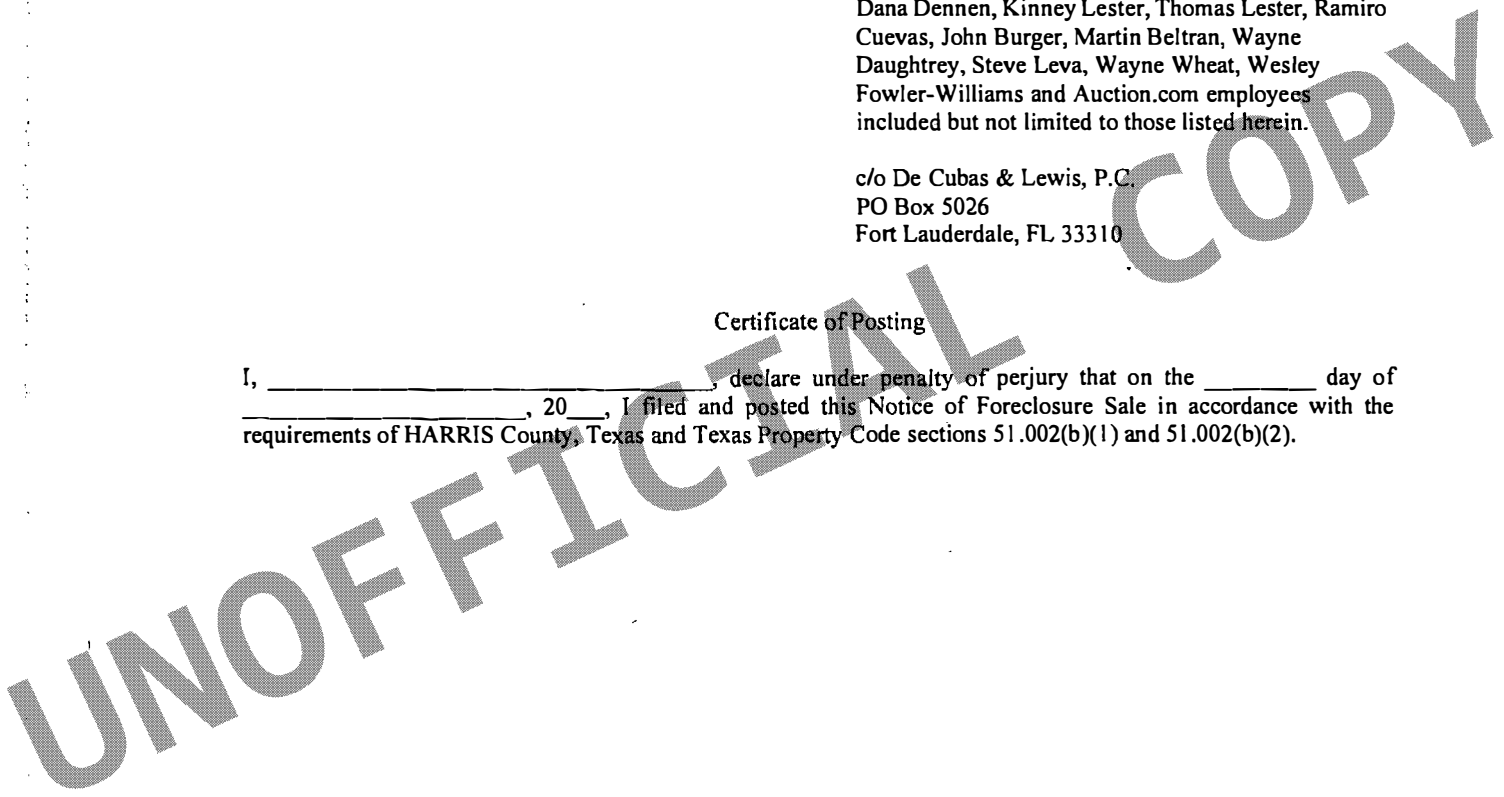 Dana Dennen, Kinney Lester, Thomas Lester, Ramiro
Cuevas, John Burger, Martin Beltran, Wayne
Daughtrey, Steve Leva, Wayne Wheat, Wesley
Fowler-Williams and Auction.com employees
included but not limited to those listed herein.
c/o De Cubas & Lewis, P.C.
PO Box 5026
Fort Lauderdale, FL 33310
Certificate of Posting
I, ________________________________, declare under penalty of perjury that on the ________ day of
____________________, 20___, I filed and posted this Notice of Foreclosure Sale in accordance with the
requirements of HARRIS County, Texas and Texas Property Code sections 51.002(b)(1) and 51.002(b)(2).
UNOFFICIAL COPY